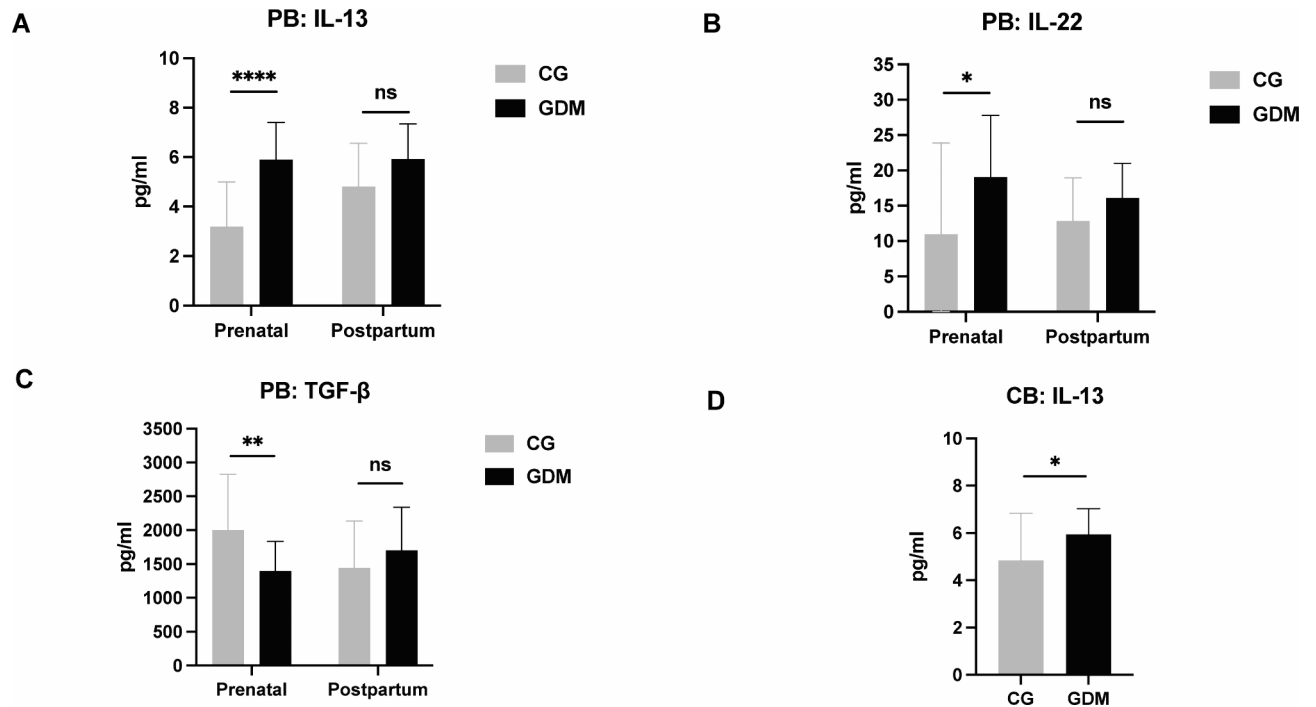 A
PB: IL-13
10
8
6
4
2
0
pg/ml
****
ns
Prenatal
Postpartum
CG
GDM
B
PB: IL-22
35
30
25
20
15
10
5
0
pg/ml
*
ns
Prenatal
Postpartum
CG
GDM
C
PB: TGF-β
3500
3000
2500
2000
1500
1000
500
0
pg/ml
**
ns
Prenatal
Postpartum
CG
GDM
D
CB: IL-13
10
8
6
4
2
0
pg/ml
*
CG
GDM